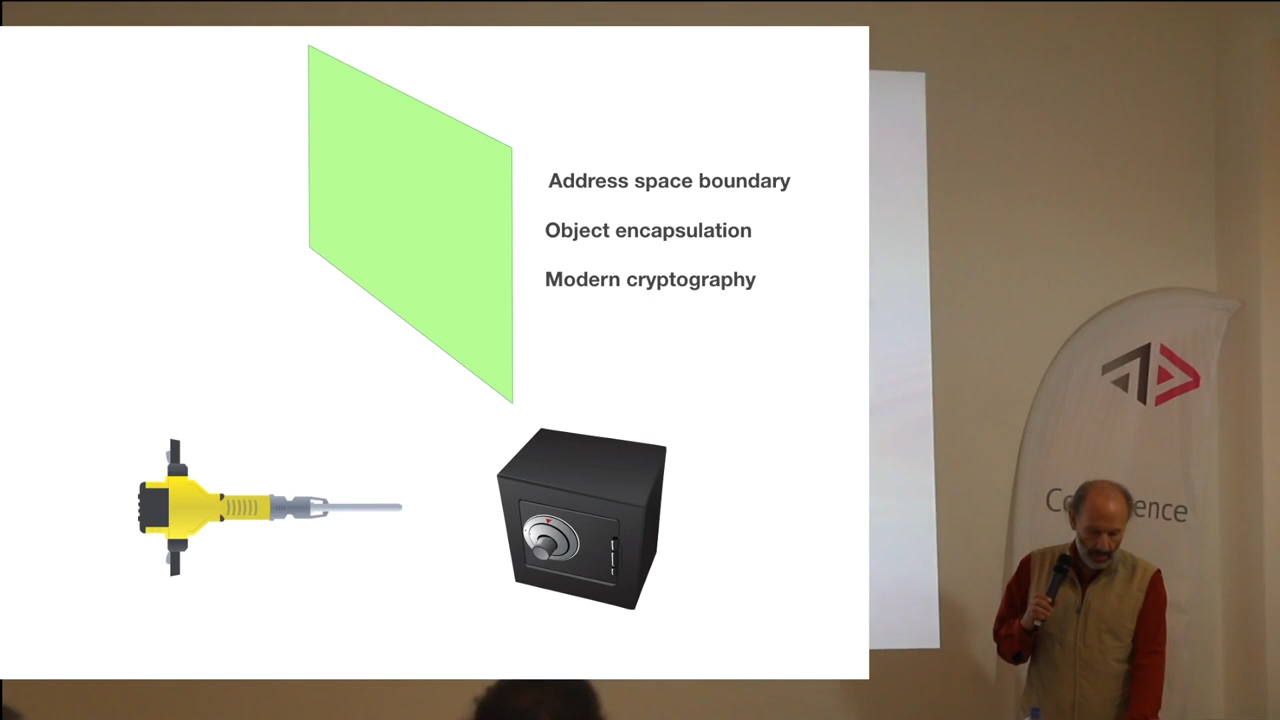 Address space boundary
Object encapsulation
Modern cryptography